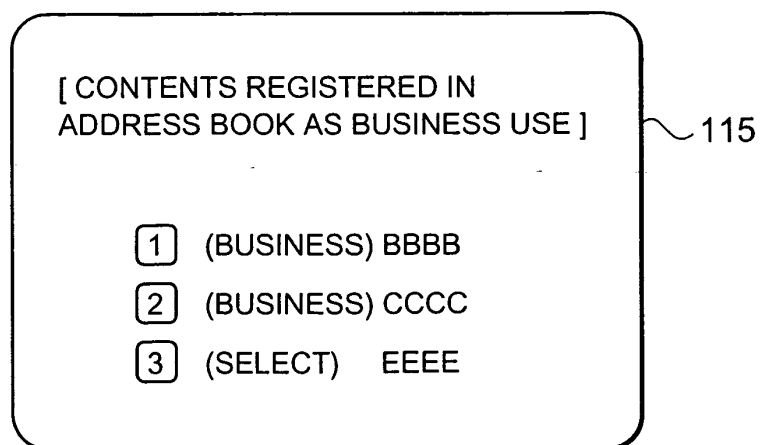 [ CONTENTS REGISTERED IN
ADDRESS BOOK AS BUSINESS USE ]
115
1 (BUSINESS) BBBB
2 (BUSINESS) CCCC
3 (SELECT) EEEE